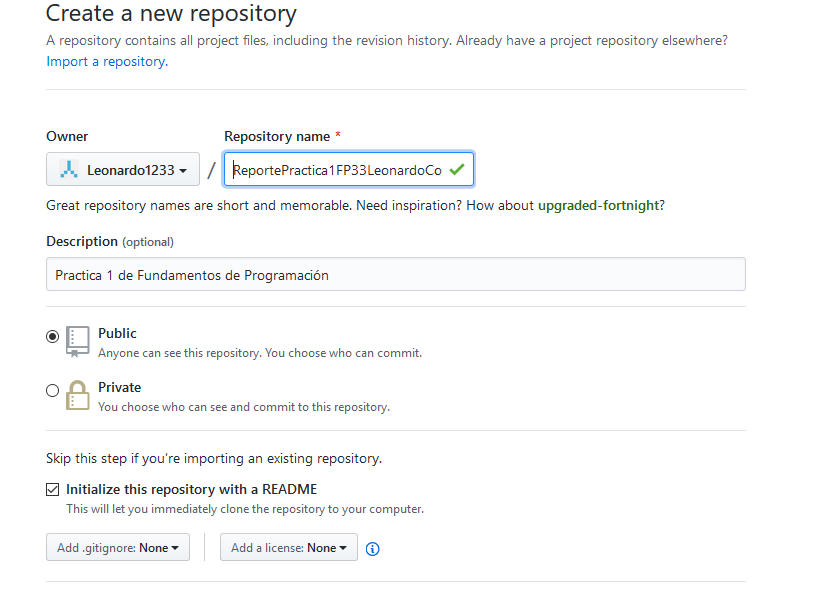 Create a new repository
A repository contains all project files, including the revision history. Already have a project repository elsewhere?
Import a repository.
Owner
Repository name *
Leonardo1233 / ReportePractica1FP33LeonardoCo
Great repository names are short and memorable. Need inspiration? How about upgraded-fortnight?
Description (optional)
Practica 1 de Fundamentos de Programación
Public
Anyone can see this repository. You choose who can commit.
Private
You choose who can see and commit to this repository.
Skip this step if you're importing an existing repository.
Initialize this repository with a README
This will let you immediately clone the repository to your computer.
Add .gitignore: None
Add a license: None